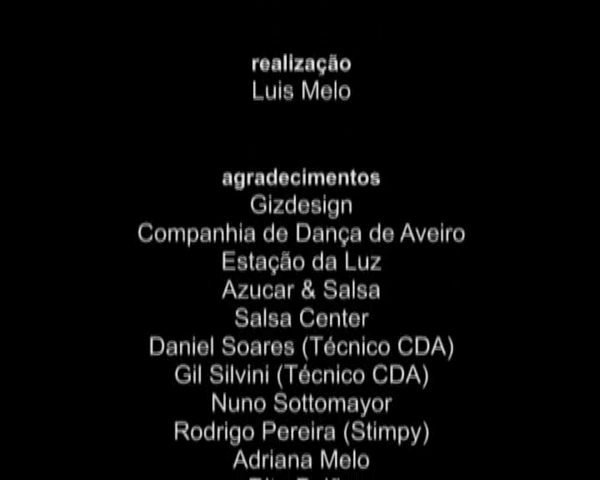 realização
Luis Melo
agradecimentos
Gizdesign
Companhia de Dança de Aveiro
Estação da Luz
Azucar & Salsa
Salsa Center
Daniel Soares (Técnico CDA)
Gil Silvini (Técnico CDA)
Nuno Sottomayor
Rodrigo Pereira (Stimpy)
Adriana Melo